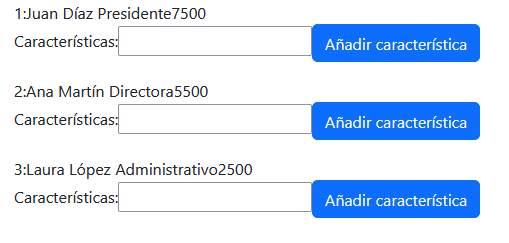 1:Juan Díaz Presidente7500
Características: Añadir característica
2:Ana Martín Directora5500
Características: Añadir característica
3:Laura López Administrativo2500
Características: Añadir característica